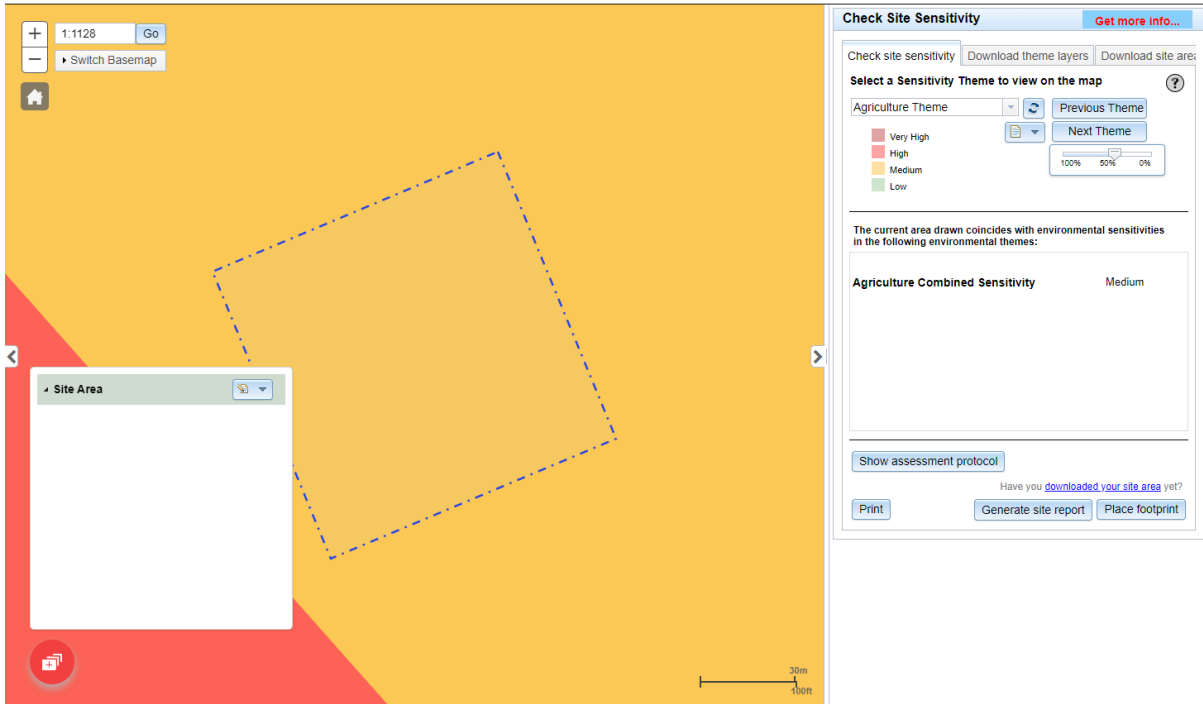 +
1:1128
Go
−
Switch Basemap
Site Area
30m
100ft
Check Site Sensitivity
Get more info...
Check site sensitivity
Download theme layers
Download site area
Select a Sensitivity Theme to view on the map
?
Agriculture Theme
Previous Theme
Next Theme
Very High
High
Medium
Low
100%
50%
0%
The current area drawn coincides with environmental sensitivities
in the following environmental themes:
Agriculture Combined Sensitivity
Medium
Show assessment protocol
Have you downloaded your site area yet?
Print
Generate site report
Place footprint